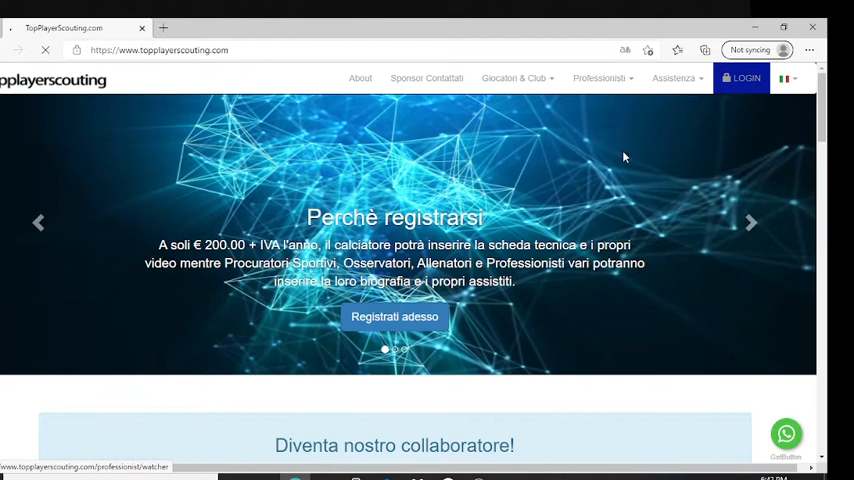 TopPlayerScouting.com
https://www.topplayerscouting.com
Not syncing
pplayerscouting
About
Sponsor Contattati
Giocatori & Club
Professionisti
Assistenza
LOGIN
Perchè registrarsi
A soli € 200.00 + IVA l'anno, il calciatore potrà inserire la scheda tecnica e i propri
video mentre Procuratori Sportivi, Osservatori, Allenatori e Professionisti vari potranno
inserire la loro biografia e i propri assistiti.
Registrati adesso
Diventa nostro collaboratore!
GetButton
www.topplayerscouting.com/professionist/watcher